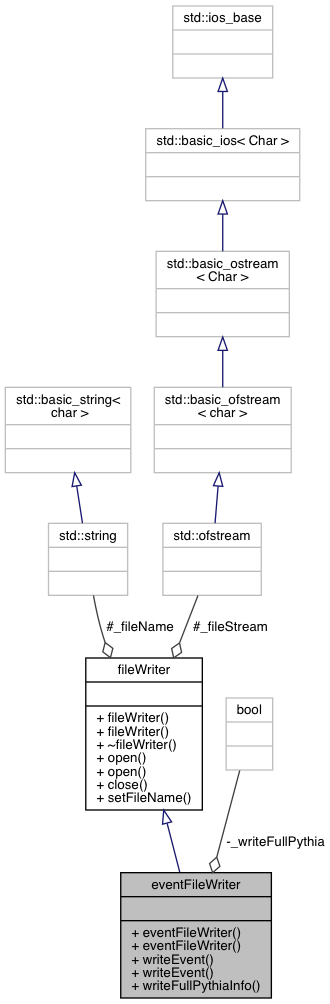 std::ios_base
std::basic_ios< Char >
std::basic_ostream
< Char >
std::basic_string<
char >
std::basic_ofstream
< char >
std::string
std::ofstream
#_fileName
#_fileStream
fileWriter
+ fileWriter()
+ fileWriter()
+ ~fileWriter()
+ open()
+ open()
+ close()
+ setFileName()
bool
-_writeFullPythia
eventFileWriter
+ eventFileWriter()
+ eventFileWriter()
+ writeEvent()
+ writeEvent()
+ writeFullPythiaInfo()